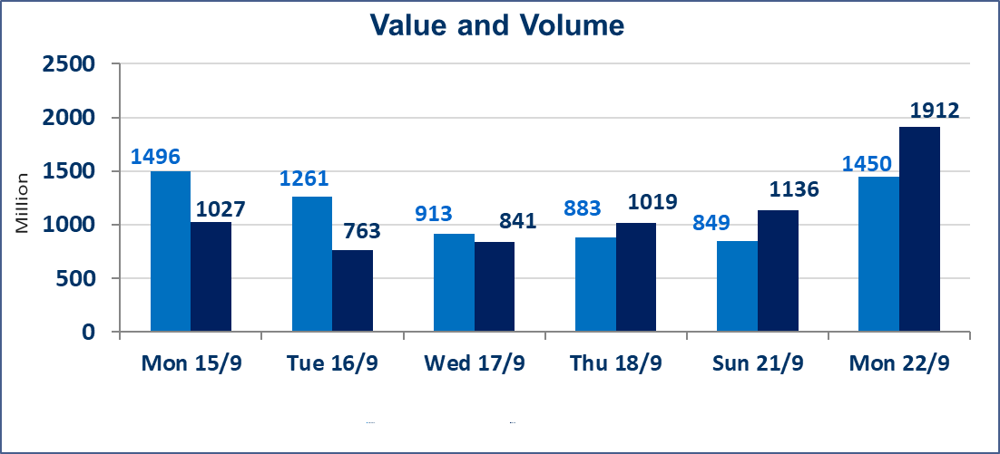 Value and Volume
2500
2000
1500
1000
500
0
Million
1496
1027
1261
763
913
841
883
1019
849
1136
1450
1912
Mon 15/9
Tue 16/9
Wed 17/9
Thu 18/9
Sun 21/9
Mon 22/9